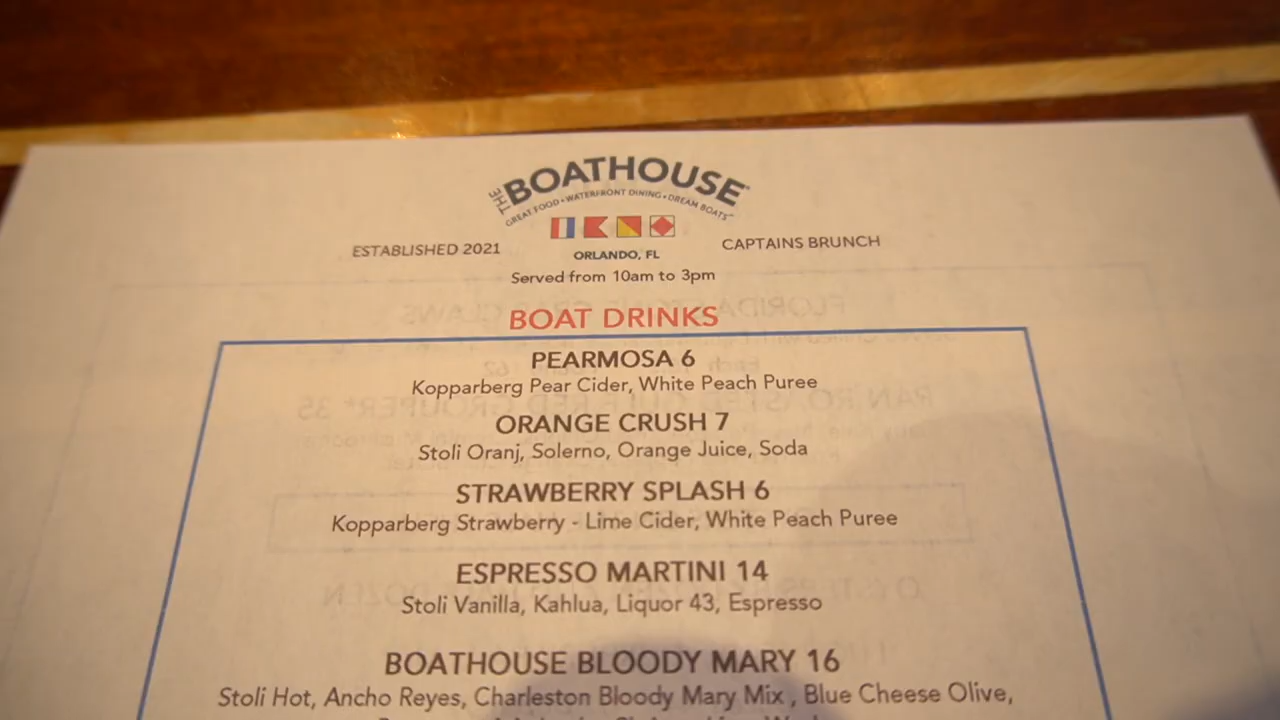 THE BOATHOUSE
GREAT FOOD • WATERFRONT DINING • DREAM BOATS
ESTABLISHED 2021
ORLANDO, FL
CAPTAINS BRUNCH
Served from 10am to 3pm
BOAT DRINKS
PEARMOSA 6
Kopparberg Pear Cider, White Peach Puree
ORANGE CRUSH 7
Stoli Oranj, Solerno, Orange Juice, Soda
STRAWBERRY SPLASH 6
Kopparberg Strawberry - Lime Cider, White Peach Puree
ESPRESSO MARTINI 14
Stoli Vanilla, Kahlua, Liquor 43, Espresso
BOATHOUSE BLOODY MARY 16
Stoli Hot, Ancho Reyes, Charleston Bloody Mary Mix , Blue Cheese Olive,